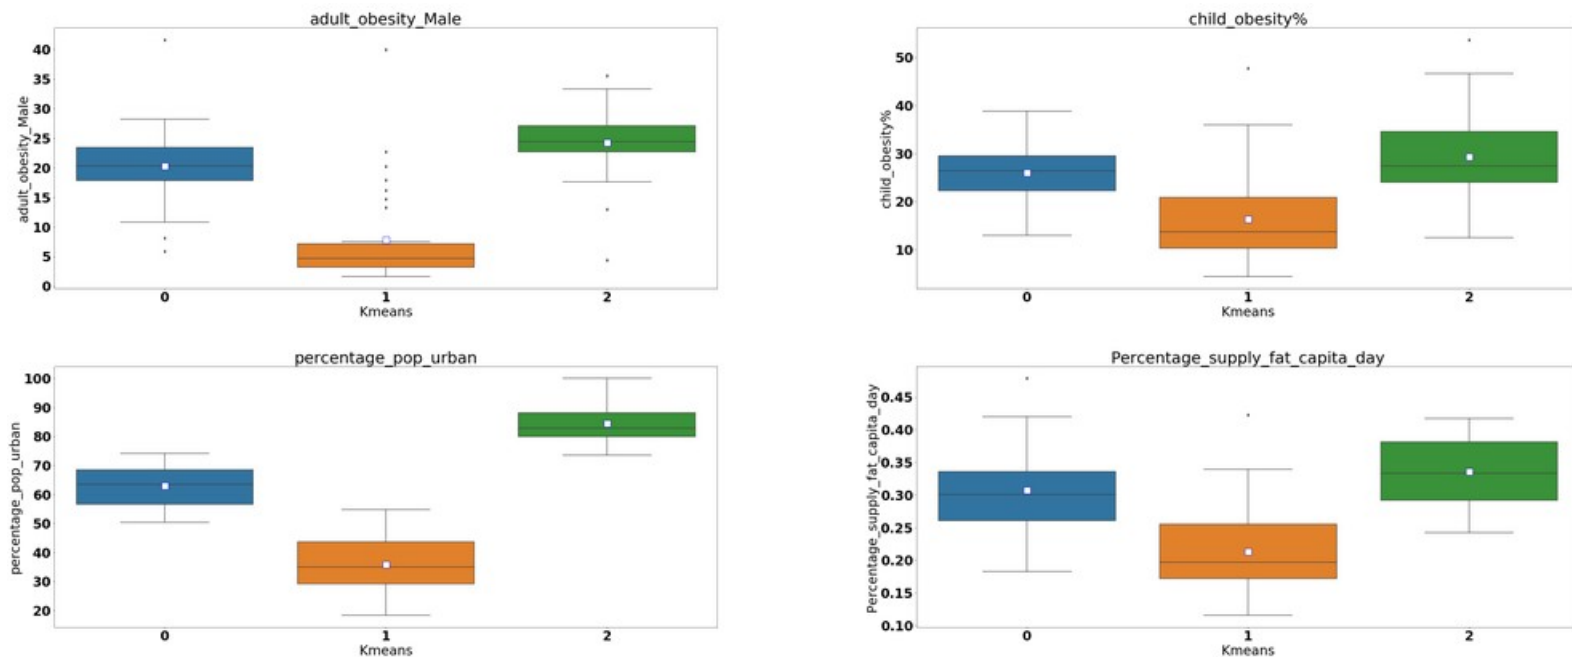 adult_obesity_Male
adult_obesity_Male
40
35
30
25
20
15
10
5
0
0 1 2
Kmeans
child_obesity%
child_obesity%
50
40
30
20
10
0 1 2
Kmeans
percentage_pop_urban
percentage_pop_urban
100
90
80
70
60
50
40
30
20
0 1 2
Kmeans
Percentage_supply_fat_capita_day
Percentage_supply_fat_capita_day
0.45
0.40
0.35
0.30
0.25
0.20
0.15
0.10
0 1 2
Kmeans